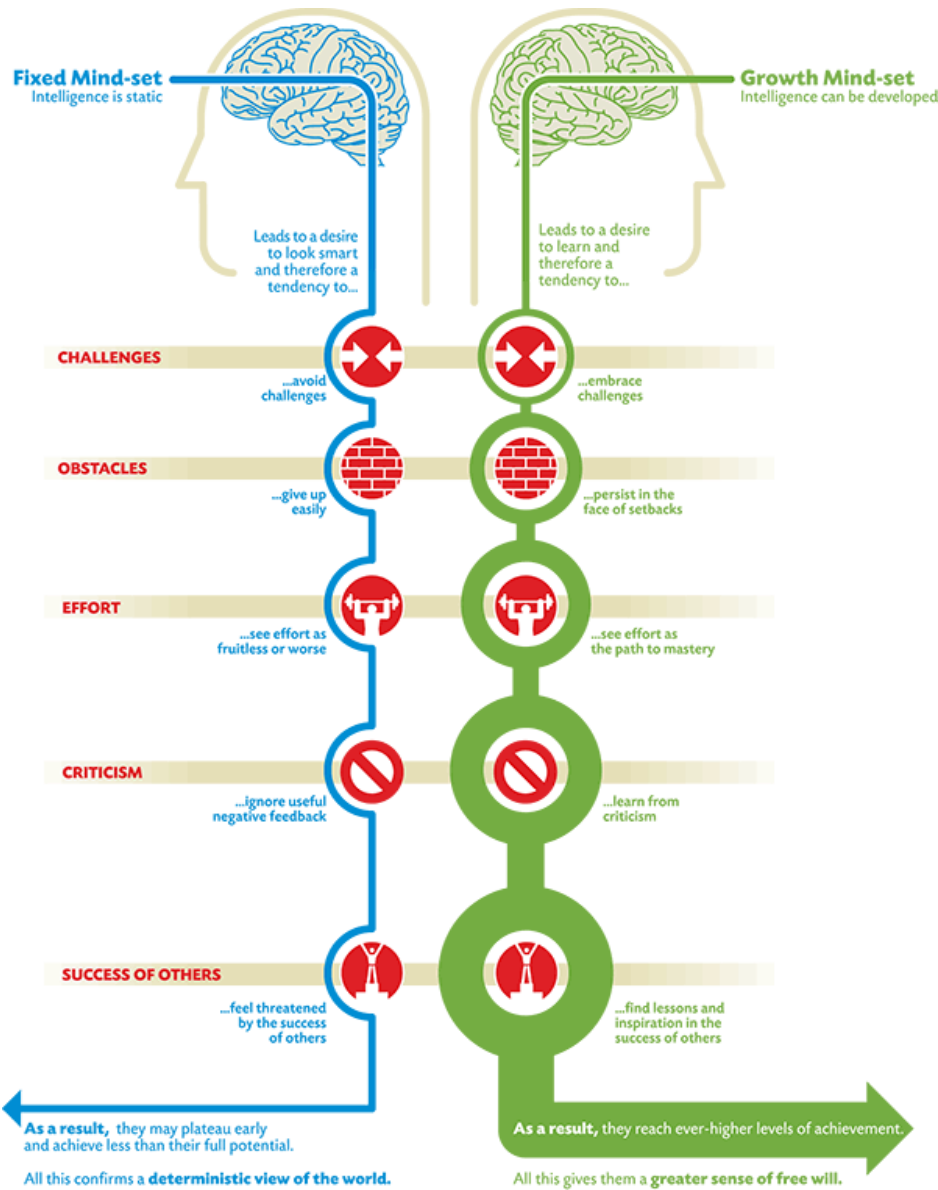 Fixed Mind-set
Intelligence is static
Growth Mind-set
Intelligence can be developed
Leads to a desire
to look smart
and therefore a
tendency to...
Leads to a desire
to learn and
therefore a
tendency to...
CHALLENGES
...avoid
challenges
...embrace
challenges
OBSTACLES
...give up
easily
...persist in the
face of setbacks
EFFORT
...see effort as
fruitless or worse
...see effort as
the path to mastery
CRITICISM
...ignore useful
negative feedback
...learn from
criticism
SUCCESS OF OTHERS
...feel threatened
by the success
of others
...find lessons and
inspiration in the
success of others
As a result, they may plateau early
and achieve less than their full potential.
All this confirms a deterministic view of the world.
As a result, they reach ever-higher levels of achievement.
All this gives them a greater sense of free will.